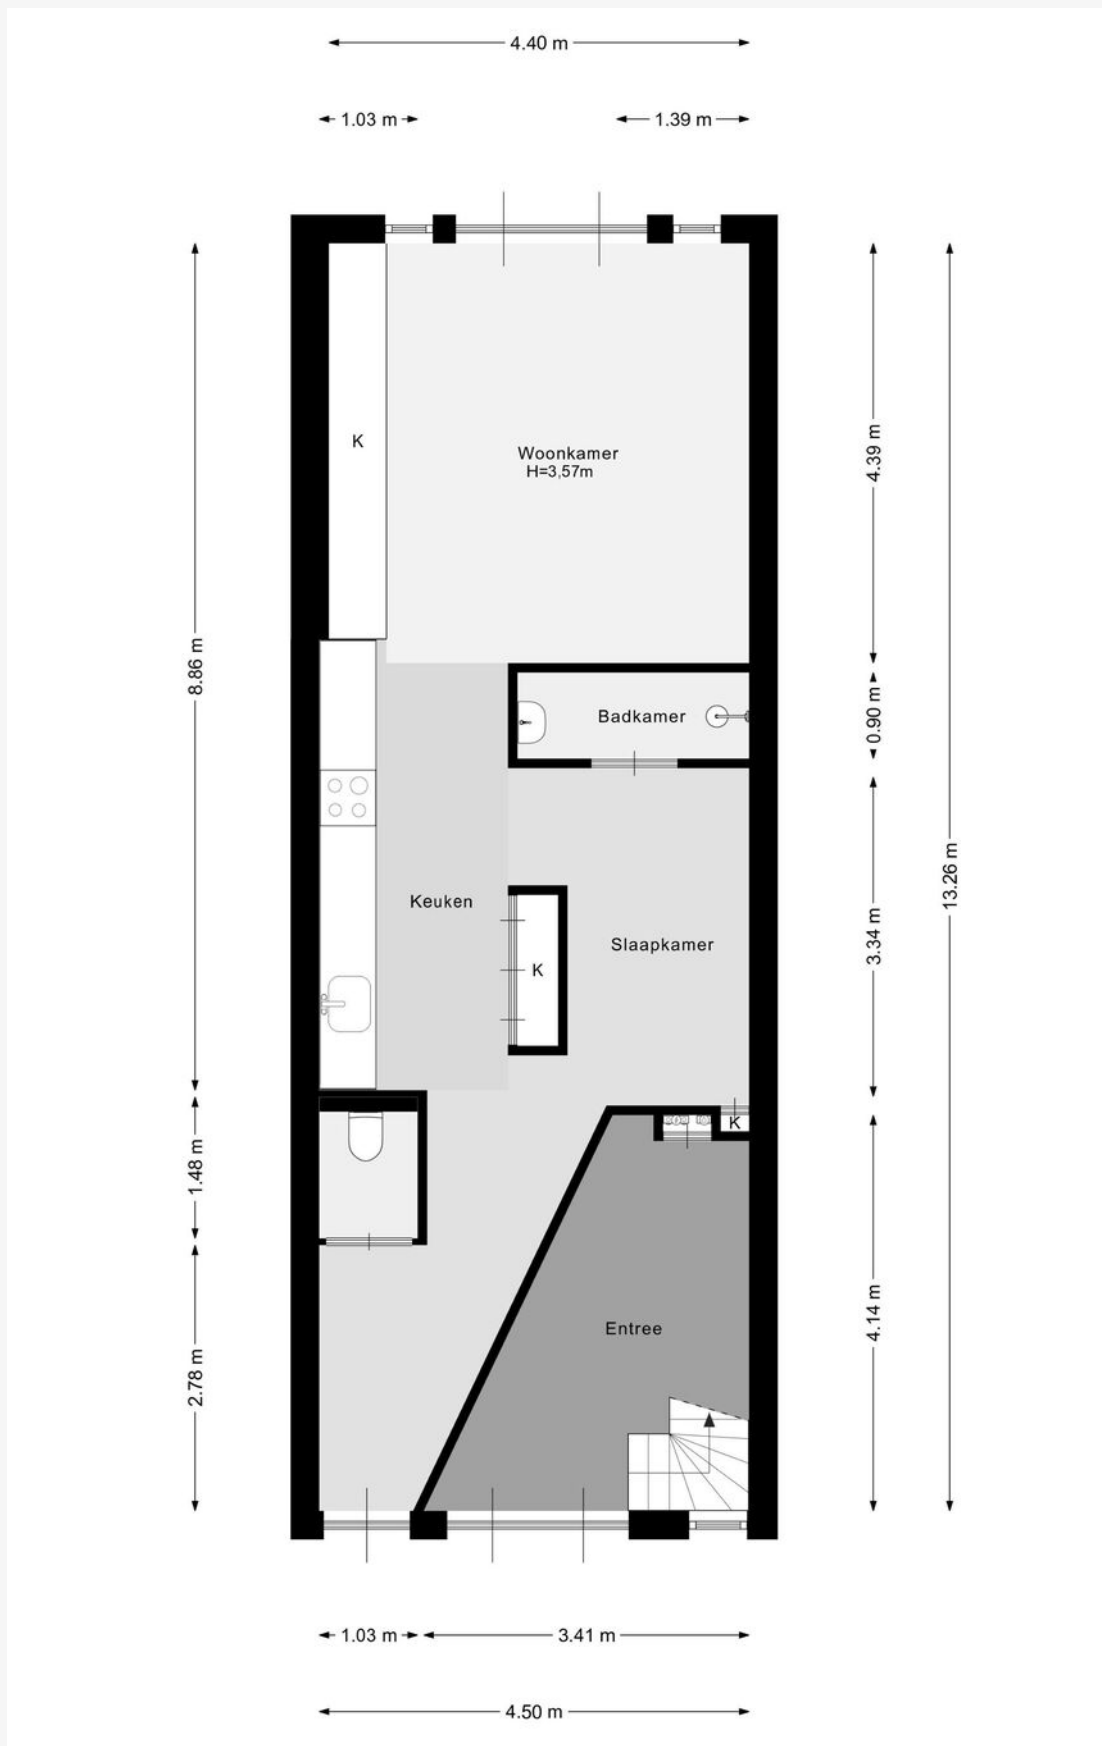 4.40 m
1.03 m
1.39 m
K
Woonkamer
H=3,57m
4.39 m
8.86 m
Badkamer
0.90 m
13.26 m
Keuken
Slaapkamer
3.34 m
K
K
1.48 m
Entree
4.14 m
2.78 m
1.03 m
3.41 m
4.50 m